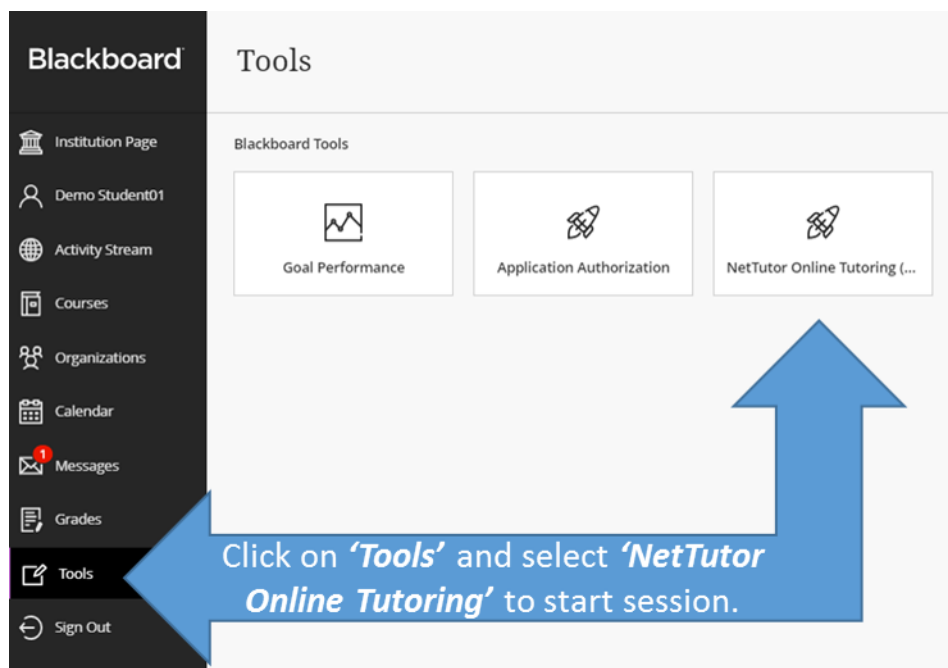 Blackboard
Tools
Institution Page
Demo Student01
Activity Stream
Courses
Organizations
Calendar
1
Messages
Grades
Tools
Sign Out
Blackboard Tools
Goal Performance
Application Authorization
NetTutor Online Tutoring (...
Click on 'Tools' and select 'NetTutor
Online Tutoring' to start session.